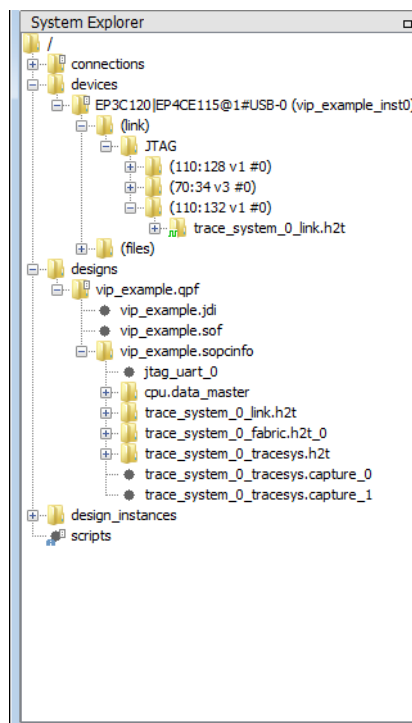 System Explorer
/
connections
devices
EP3C120|EP4CE115@1#USB-0 (vip_example_inst0)
(link)
JTAG
(110:128 v1 #0)
(70:34 v3 #0)
(110:132 v1 #0)
trace_system_0_link.h2t
(files)
designs
vip_example.qpf
vip_example.jdi
vip_example.sof
vip_example.sopcinfo
jtag_uart_0
cpu.data_master
trace_system_0_link.h2t
trace_system_0_fabric.h2t_0
trace_system_0_tracesys.h2t
trace_system_0_tracesys.capture_0
trace_system_0_tracesys.capture_1
design_instances
scripts